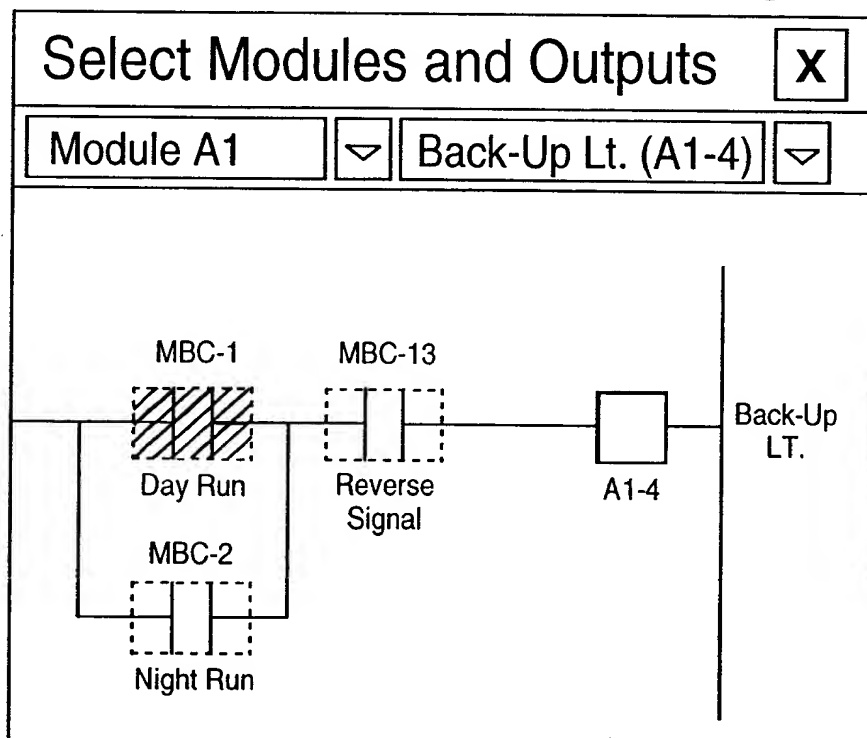 Select Modules and Outputs X
Module A1 Back-Up Lt. (A1-4)
MBC-1 MBC-13
Day Run
Reverse
Signal
A1-4
Back-Up
LT.
MBC-2
Night Run